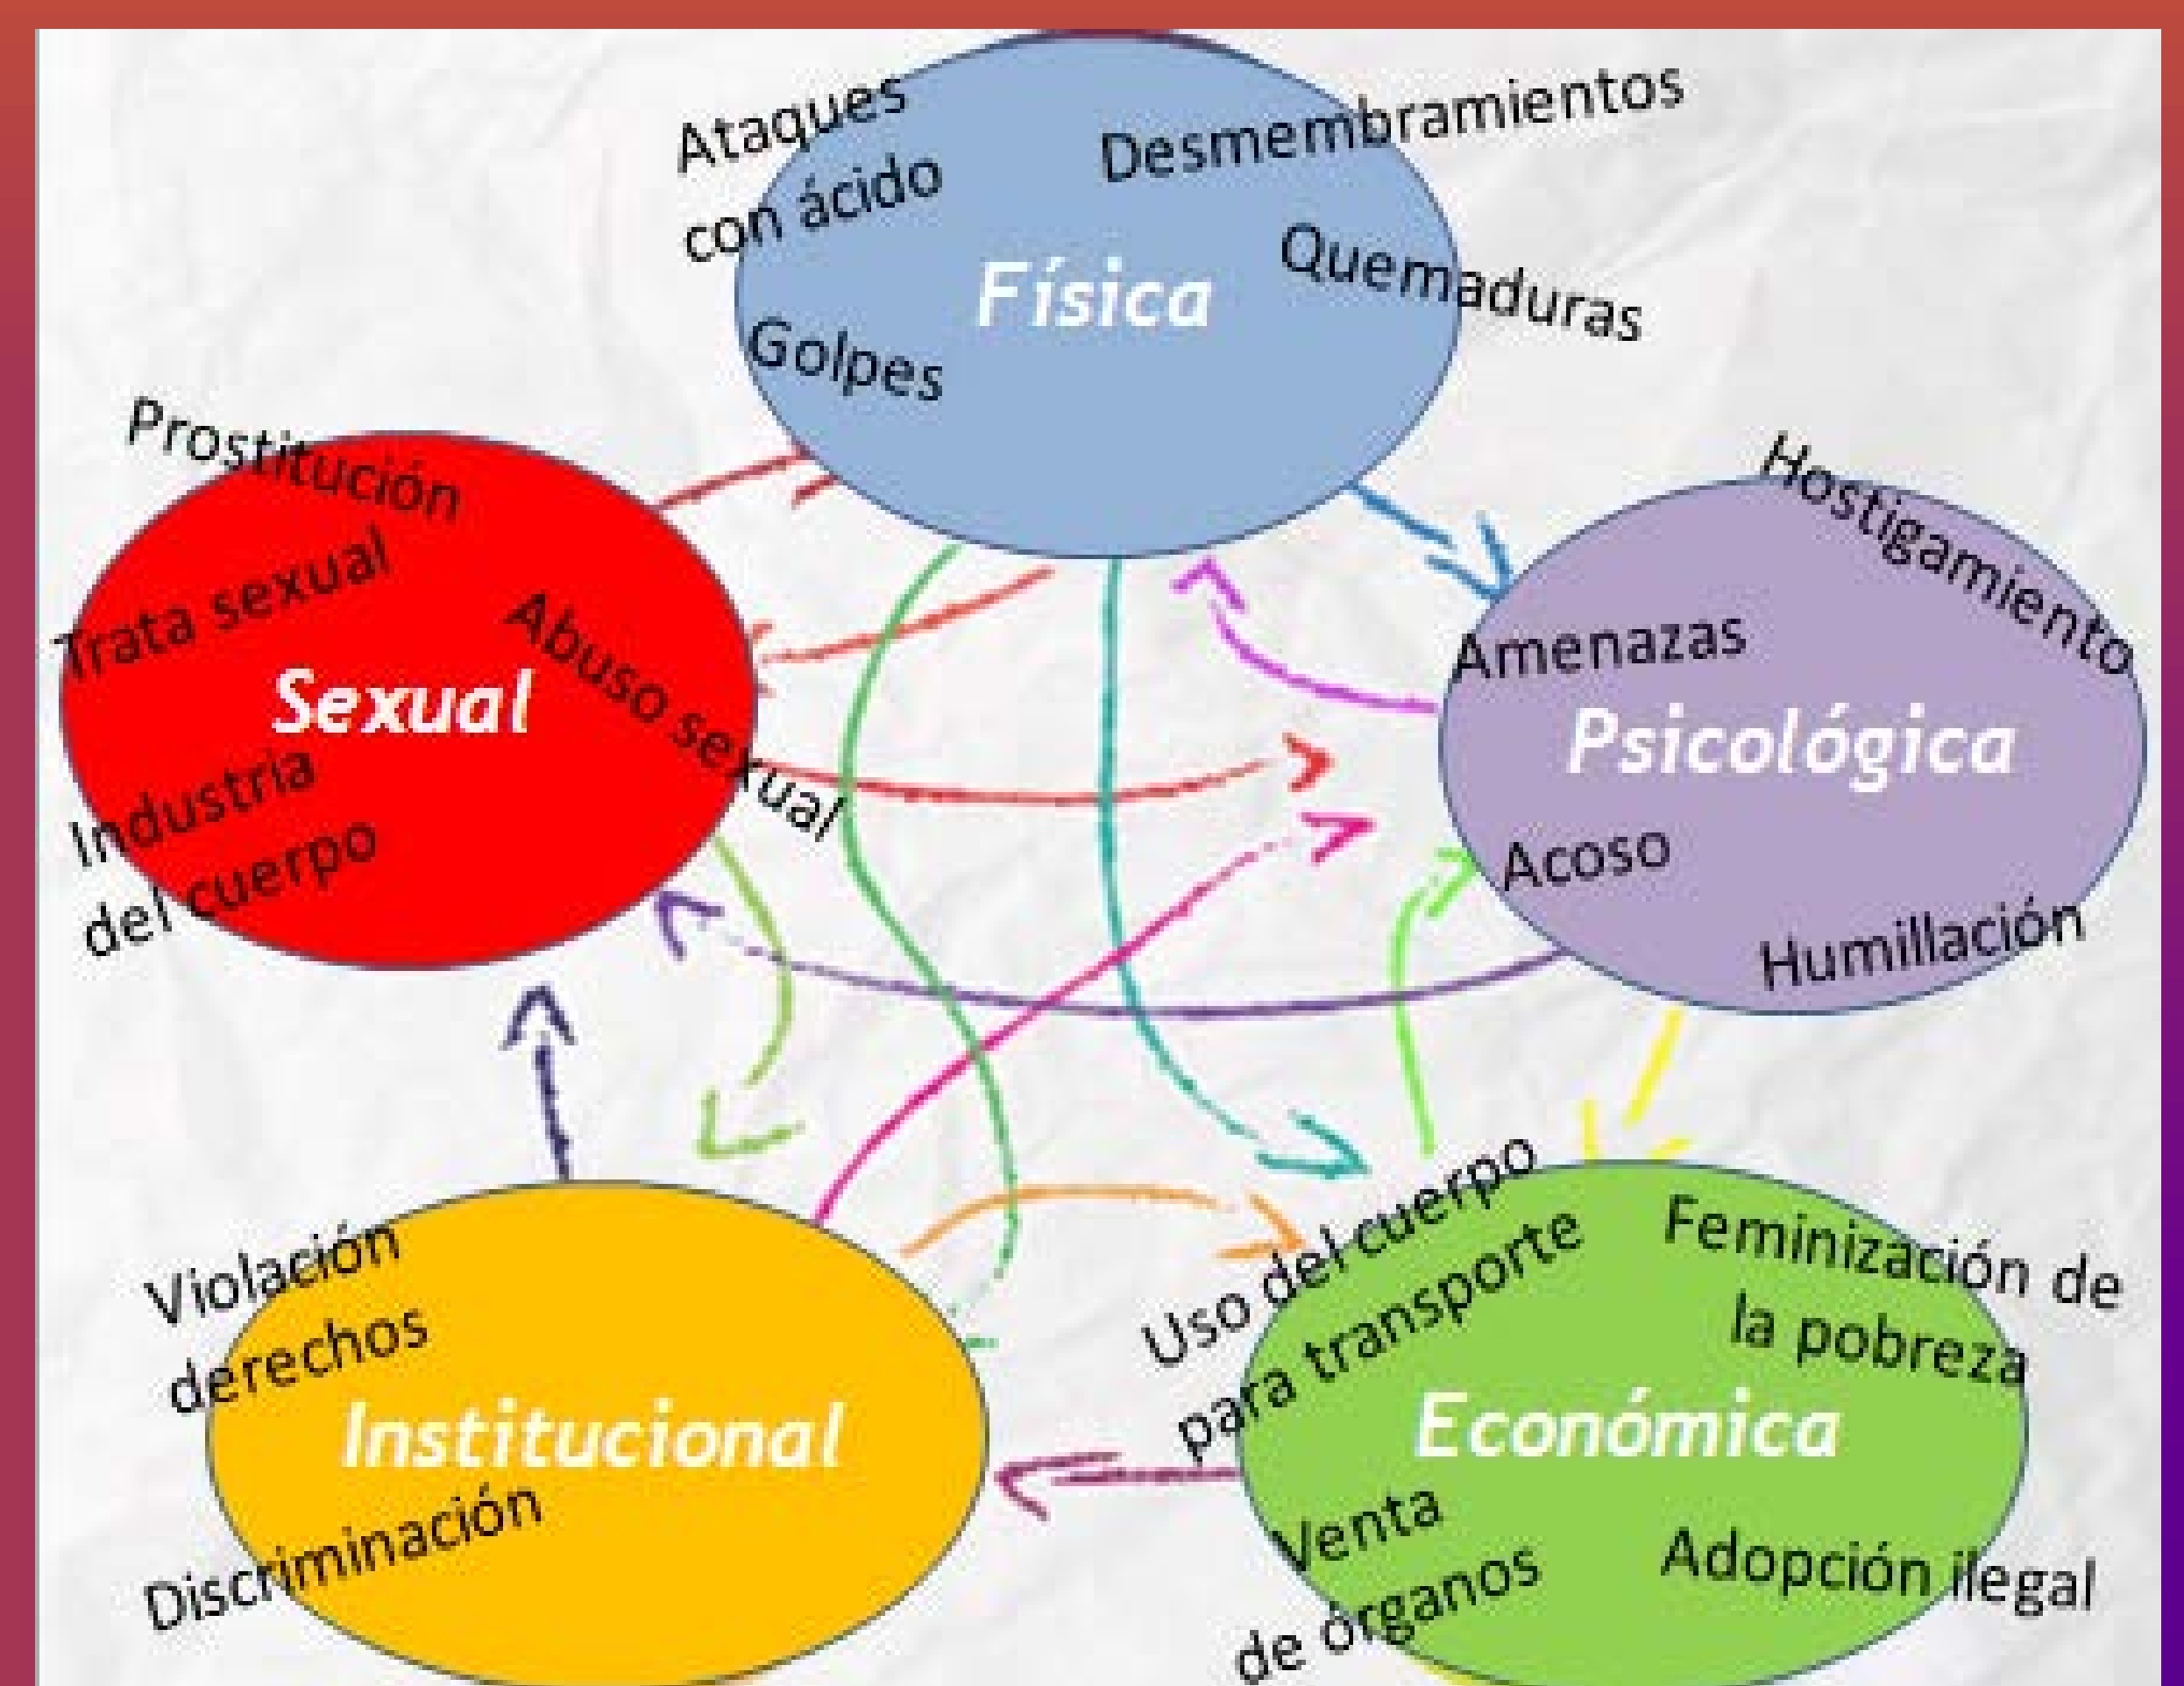 Ataques
con ácido
Desmembramientos
Quemaduras
Física
Golpes
Prostitución
Trata sexual
Abuso sexual
Sexual
Industria
del cuerpo
Hostigamiento
Amenazas
Psicológica
Acoso
Humillación
Violación
derechos
Institucional
Discriminación
Uso del cuerpo
para transporte
Feminización de
la pobreza
Económica
Venta
de órganos
Adopción ilegal